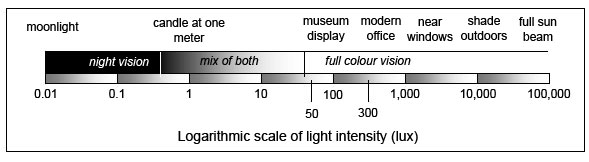 moonlight
candle at one
meter
museum
display
modern
office
near
windows
shade
outdoors
full sun
beam
night vision
mix of both
full colour vision
0.01 0.1 1 10 100 1,000 10,000 100,000
50 300
Logarithmic scale of light intensity (lux)